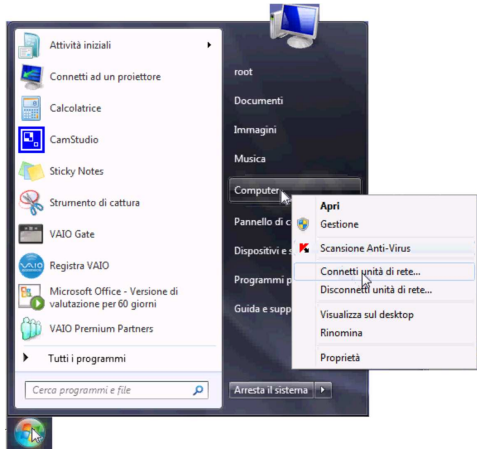 Attività iniziali
Connetti ad un proiettore
Calcolatrice
CamStudio
Sticky Notes
Strumento di cattura
VAIO Gate
VAIO
Registra VAIO
Microsoft Office - Versione di
valutazione per 60 giorni
VAIO Premium Partners
Tutti i programmi
Cerca programmi e file
root
Documenti
Immagini
Musica
Computer
Pannello di c
Dispositivi e s
Programmi p
Guida e supp
Arresta il sistema
Apri
Gestione
Scansione Anti-Virus
Connetti unità di rete...
Disconnetti unità di rete...
Visualizza sul desktop
Rinomina
Proprietà